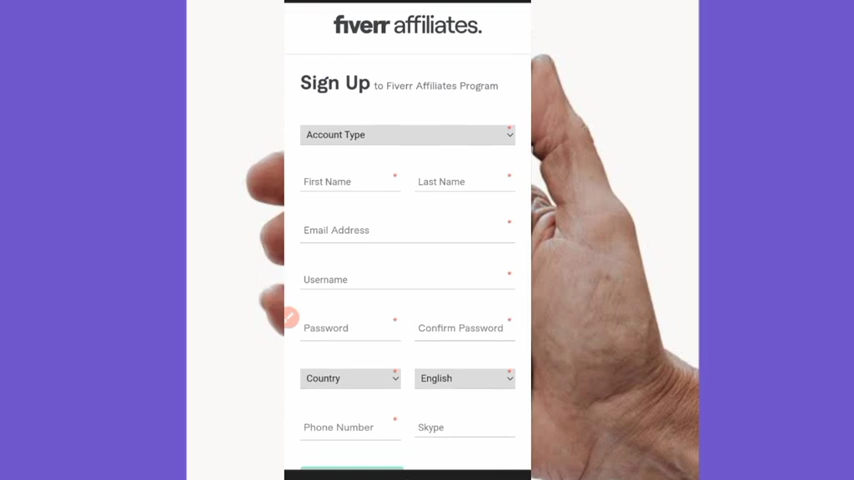 fiverr affiliates.
Sign Up to Fiverr Affiliates Program
Account Type *
First Name * Last Name *
Email Address *
Username *
Password * Confirm Password *
Country * English *
Phone Number * Skype